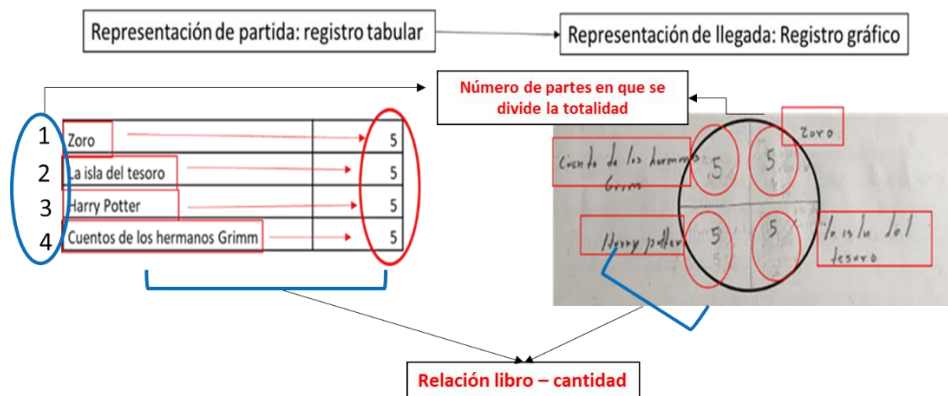 Representación de partida: registro tabular
Representación de llegada: Registro gráfico
Número de partes en que se
divide la totalidad
1 Zoro 5
2 La isla del tesoro 5
3 Harry Potter 5
4 Cuentos de los hermanos Grimm 5
Zoro
Cuento de los hermanos
Grim
5 5
5 5
Harry potter
la isla del
tesoro
Relación libro – cantidad